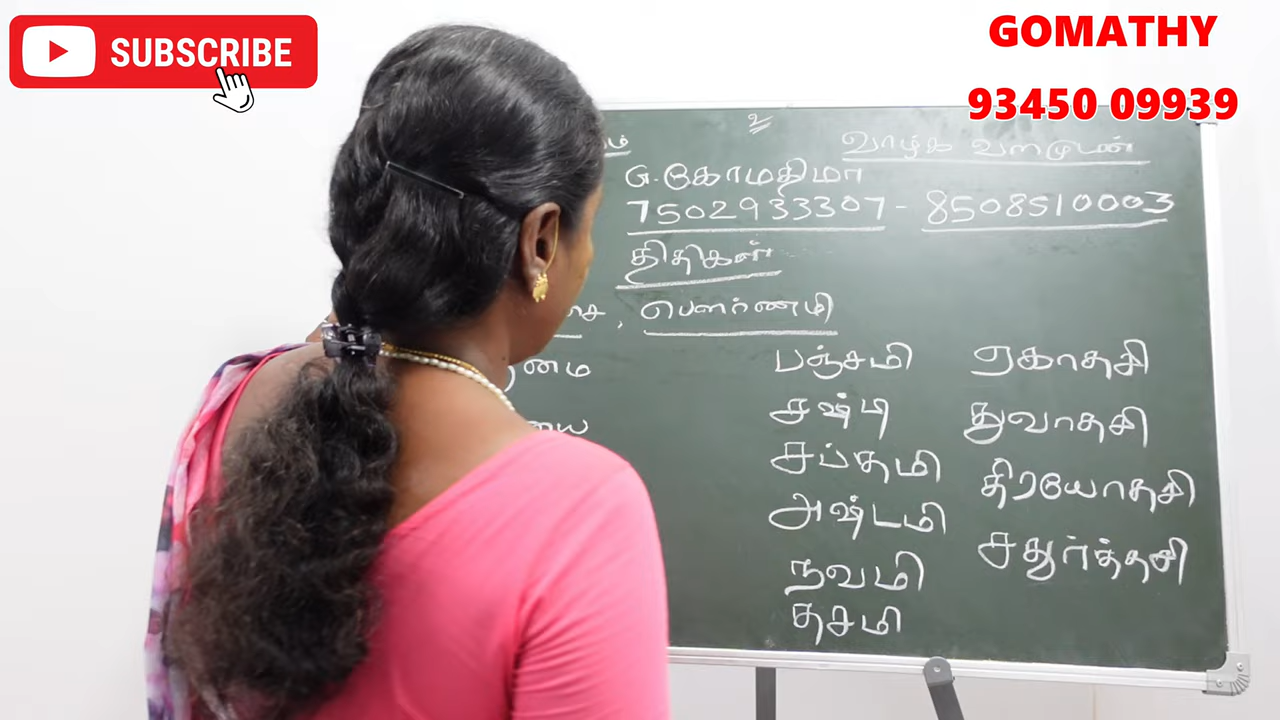 SUBSCRIBE
GOMATHY
93450 09939
உ
வாழ்க வளமுடன்
G.கோமதிமா
7502933307 - 8508510003
திதிகள்
, பௌர்ணமி
பஞ்சமி
சஷ்டி
சப்தமி
அஷ்டமி
நவமி
தசமி
ஏகாதசி
துவாதசி
திரயோதசி
சதுர்த்தசி